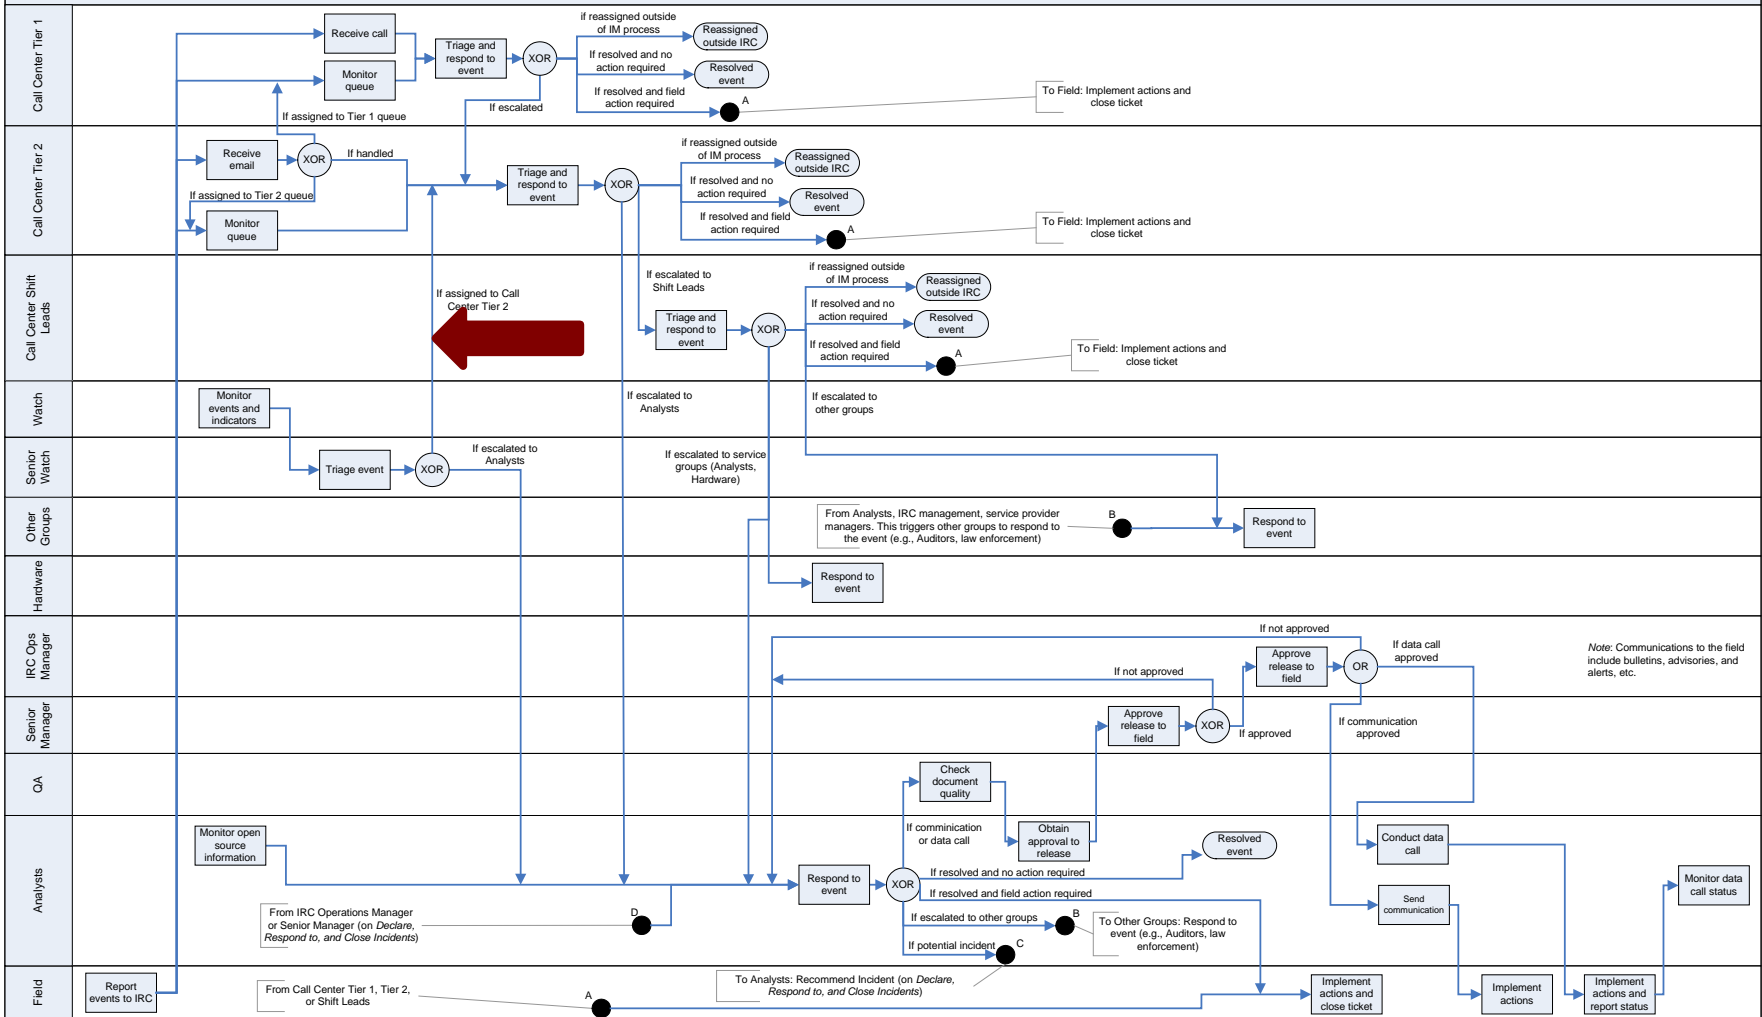 Call Center Tier 1
Receive call
Monitor
queue
Triage and
respond to
event
XOR
if reassigned outside
of IM process
Reassigned
outside IRC
If resolved and no
action required
Resolved
event
If resolved and field
action required
A
To Field: Implement actions and
close ticket
If escalated
If assigned to Tier 1 queue
Call Center Tier 2
Receive
email
XOR
If handled
If assigned to Tier 2 queue
Monitor
queue
Triage and
respond to
event
XOR
if reassigned outside
of IM process
Reassigned
outside IRC
If resolved and no
action required
Resolved
event
If resolved and field
action required
A
To Field: Implement actions and
close ticket
Call Center Shift
Leads
If assigned to Call
Center Tier 2
If escalated to
Shift Leads
Triage and
respond to
event
XOR
if reassigned outside
of IM process
Reassigned
outside IRC
If resolved and no
action required
Resolved
event
If resolved and field
action required
A
To Field: Implement actions and
close ticket
Watch
Monitor
events and
indicators
If escalated to
Analysts
If escalated to
other groups
Senior
Watch
Triage event
XOR
If escalated to
Analysts
If escalated to service
groups (Analysts,
Hardware)
Other
Groups
From Analysts, IRC management, service provider
managers. This triggers other groups to respond to
the event (e.g., Auditors, law enforcement)
B
Respond to
event
Hardware
Respond to
event
IRC Ops
Manager
If not approved
If not approved
Approve
release to
field
OR
If data call
approved
Note: Communications to the field
include bulletins, advisories, and
alerts, etc.
Senior
Manager
Approve
release to
field
XOR
If approved
If communication
approved
QA
Check
document
quality
Analysts
Monitor open
source
information
If comminication
or data call
Obtain
approval to
release
Resolved
event
Conduct data
call
Respond to
event
XOR
If resolved and no action required
If resolved and field action required
Send
communication
Monitor data
call status
From IRC Operations Manager
or Senior Manager (on Declare,
Respond to, and Close Incidents)
D
If escalated to other groups
B
To Other Groups: Respond to
event (e.g., Auditors, law
enforcement)
If potential incident
C
Field
Report
events to IRC
From Call Center Tier 1, Tier 2,
or Shift Leads
A
To Analysts: Recommend Incident (on Declare,
Respond to, and Close Incidents)
Implement
actions and
close ticket
Implement
actions
Implement
actions and
report status